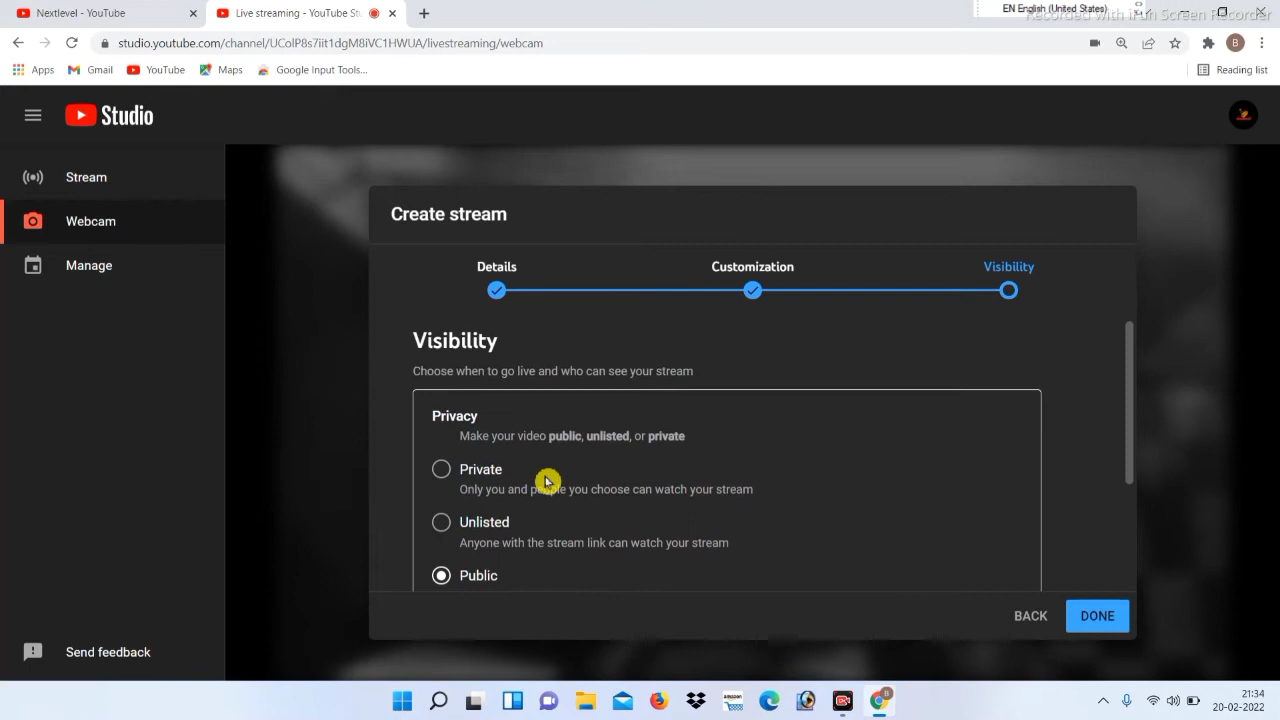 Nextlevel - YouTube
Live streaming - YouTube Stu
EN English (United States)
Recorded with iFun Screen Recorder
studio.youtube.com/channel/UColP8s7iit1dgM8iVC1HWUA/livestreaming/webcam
B
Apps
Gmail
YouTube
Maps
Google Input Tools...
Reading list
Studio
Stream
Webcam
Manage
Send feedback
Create stream
Details
Customization
Visibility
Visibility
Choose when to go live and who can see your stream
Privacy
Make your video public, unlisted, or private
Private
Only you and people you choose can watch your stream
Unlisted
Anyone with the stream link can watch your stream
Public
BACK
DONE
amazon
B
21:34
20-02-2022